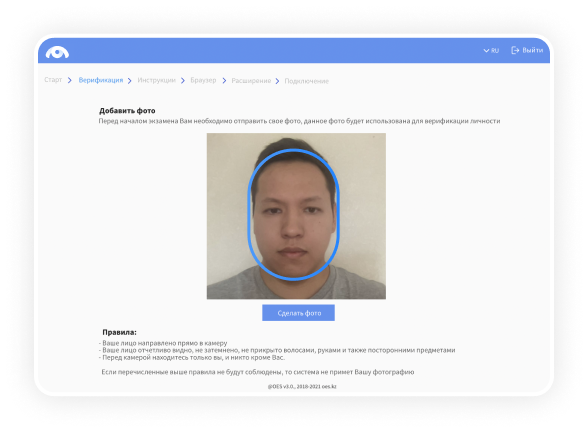 RU
Выйти
Старт > Верификация > Инструкции > Браузер > Расширение > Подключение
Добавить фото
Перед началом экзамена Вам необходимо отправить свое фото, данное фото будет использована для верификации личности
Сделать фото
Правила:
- Ваше лицо направлено прямо в камеру
- Ваше лицо отчетливо видно, не затемнено, не прикрыто волосами, руками и также посторонними предметами
- Перед камерой находитесь только вы, и никто кроме Вас.
Если перечисленные выше правила не будут соблюдены, то система не примет Вашу фотографию
@OES v3.0., 2018-2021 oes.kz